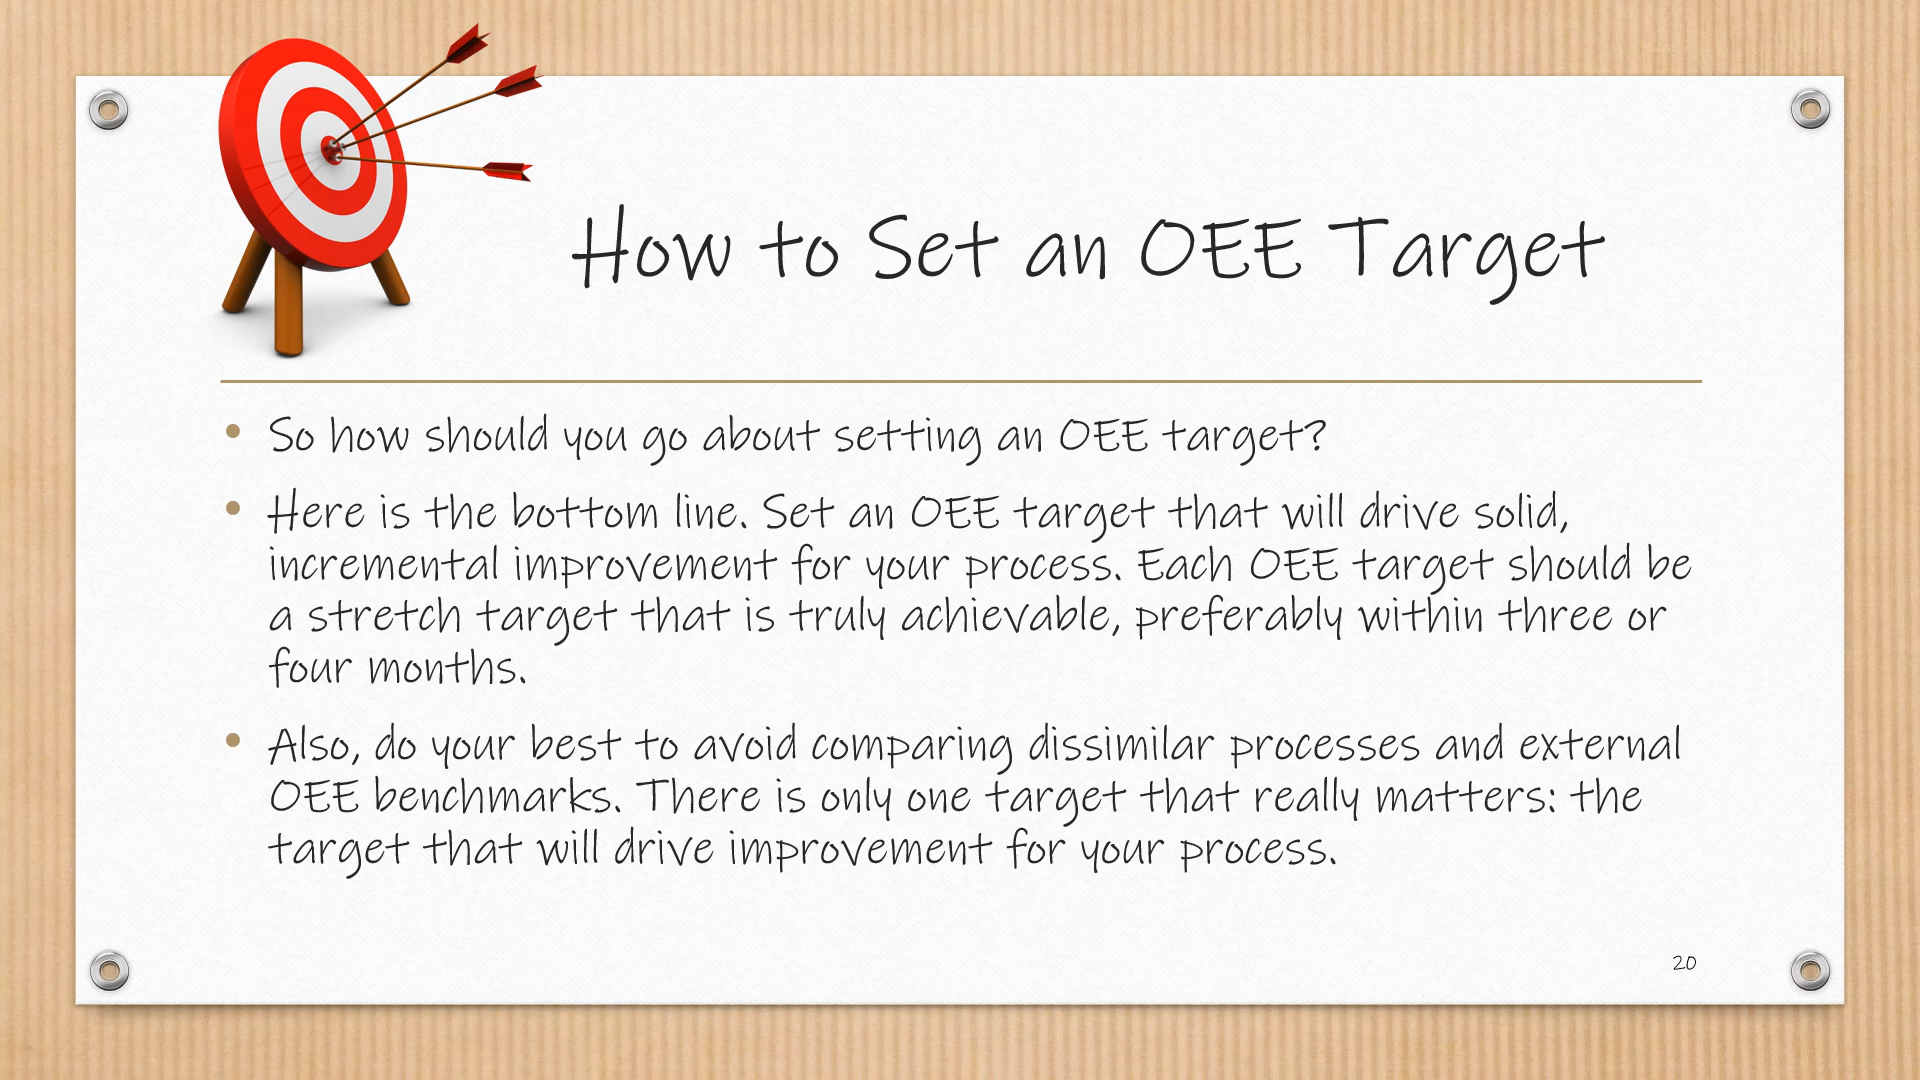 How to Set an OEE Target
• So how should you go about setting an OEE target?
• Here is the bottom line. Set an OEE target that will drive solid,
incremental improvement for your process. Each OEE target should be
a stretch target that is truly achievable, preferably within three or
four months.
• Also, do your best to avoid comparing dissimilar processes and external
OEE benchmarks. There is only one target that really matters: the
target that will drive improvement for your process.
20